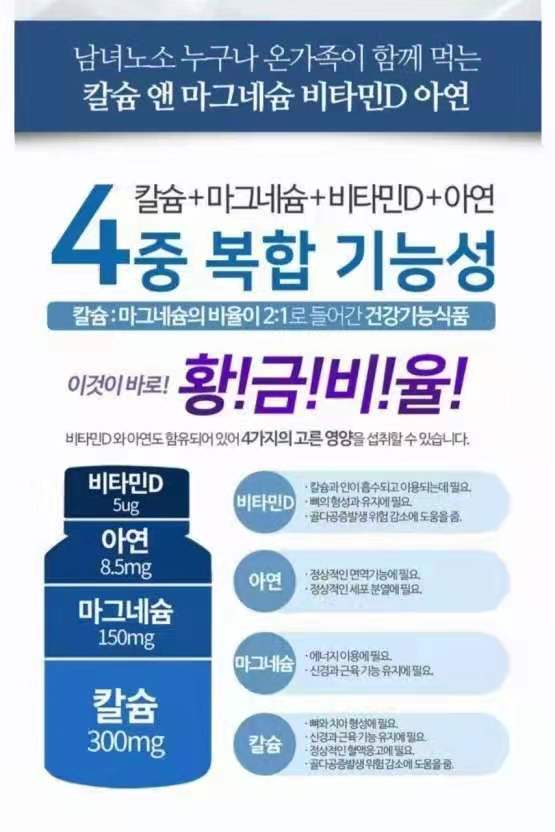 남녀노소 누구나 온가족이 함께 먹는
칼슘 앤 마그네슘 비타민D 아연
칼슘+마그네슘+비타민D+아연
4중 복합 기능성
칼슘 : 마그네슘의 비율이 2:1로 들어간 건강기능식품
이것이 바로! 황!금!비!율!
비타민D와 아연도 함유되어 있어 4가지의 고른 영양을 섭취할 수 있습니다.
비타민D
5ug
아연
8.5mg
마그네슘
150mg
칼슘
300mg
비타민D
· 칼슘과 인이 흡수되고 이용되는데 필요.
· 뼈의 형성과 유지에 필요.
· 골다공증발생 위험 감소에 도움을 줌.
아연
· 정상적인 면역기능에 필요.
· 정상적인 세포 분열에 필요.
마그네슘
· 에너지 이용에 필요.
· 신경과 근육 기능 유지에 필요.
칼슘
· 뼈와 치아 형성에 필요.
· 신경과 근육 기능 유지에 필요.
· 정상적인 혈액응고에 필요.
· 골다공증발생 위험 감소에 도움을 줌.